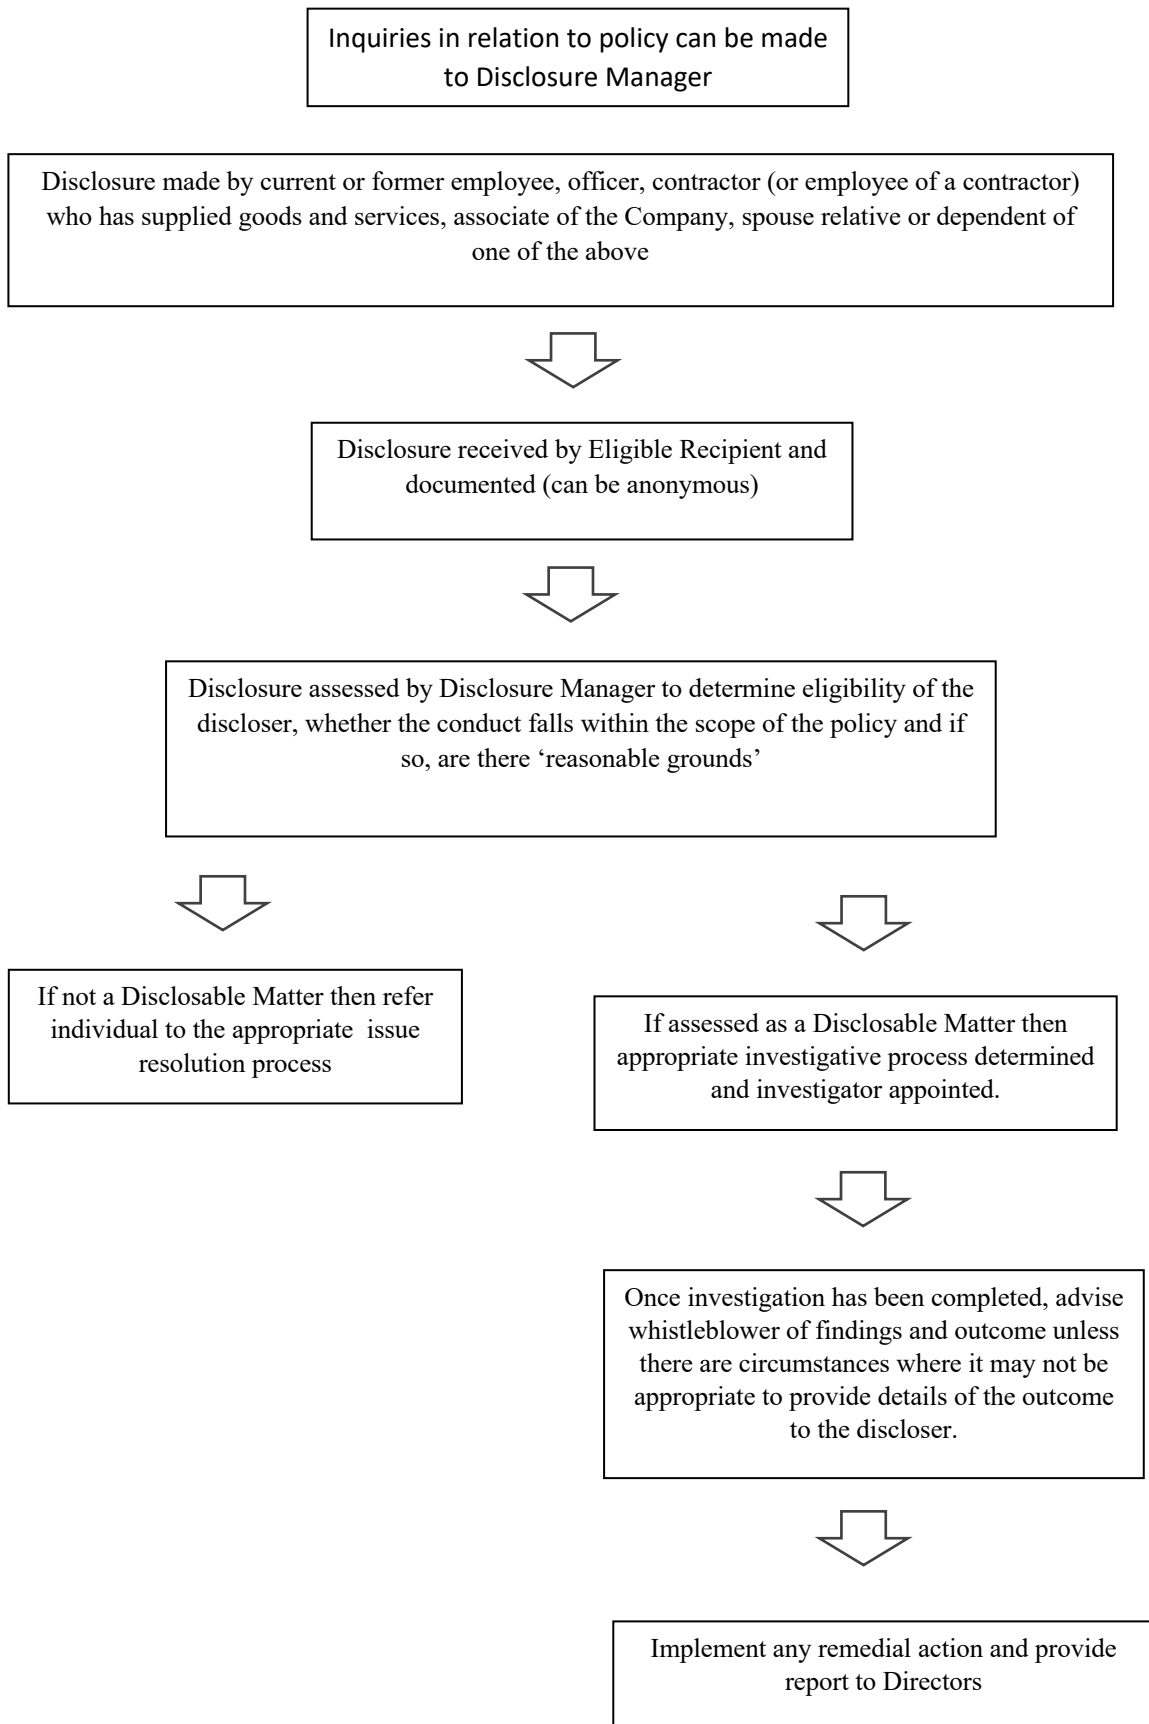 Inquiries in relation to policy can be made
to Disclosure Manager
Disclosure made by current or former employee, officer, contractor (or employee of a contractor)
who has supplied goods and services, associate of the Company, spouse relative or dependent of
one of the above
Disclosure received by Eligible Recipient and
documented (can be anonymous)
Disclosure assessed by Disclosure Manager to determine eligibility of the
discloser, whether the conduct falls within the scope of the policy and if
so, are there ‘reasonable grounds’
If not a Disclosable Matter then refer
individual to the appropriate  issue
resolution process
If assessed as a Disclosable Matter then
appropriate investigative process determined
and investigator appointed.
Once investigation has been completed, advise
whistleblower of findings and outcome unless
there are circumstances where it may not be
appropriate to provide details of the outcome
to the discloser.
Implement any remedial action and provide
report to Directors